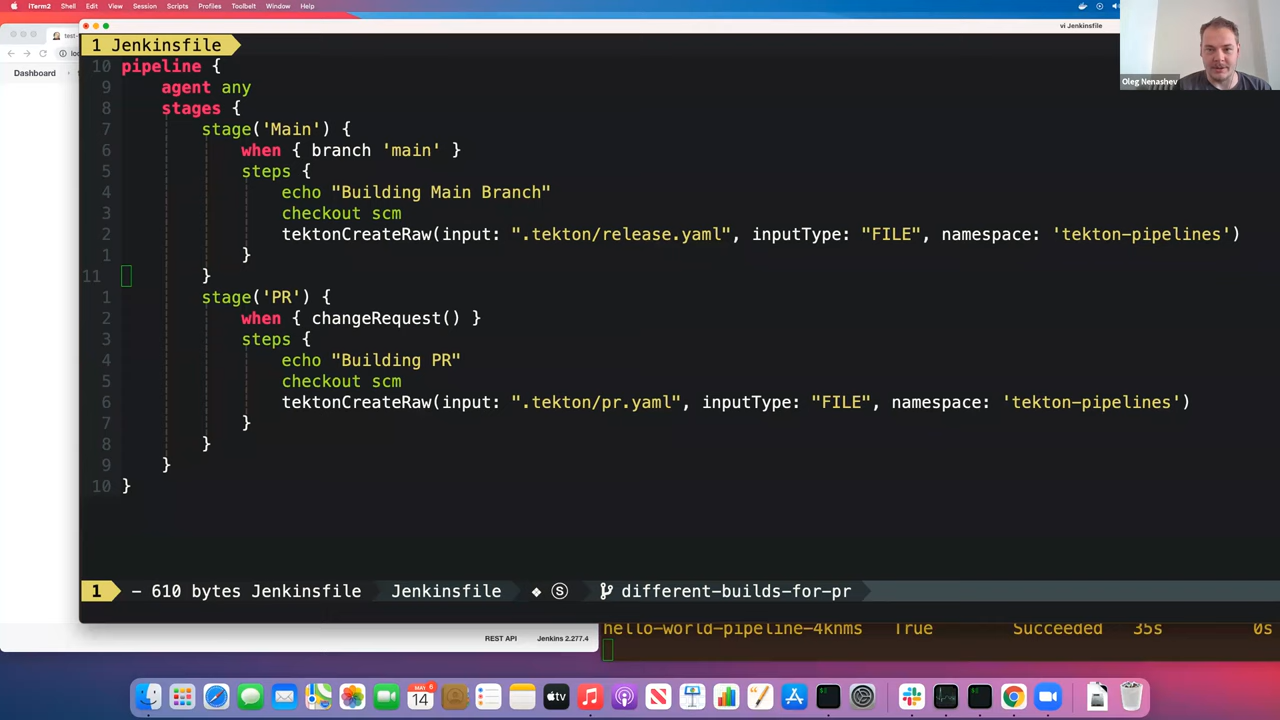 iTerm2 Shell Edit View Session Scripts Profiles Toolbelt Window Help
vi Jenkinsfile
1 Jenkinsfile
Oleg Nenashev
Dashboard
10 pipeline {
9 agent any
8 stages {
7 stage('Main') {
6 when { branch 'main' }
5 steps {
4 echo "Building Main Branch"
3 checkout scm
2 tektonCreateRaw(input: ".tekton/release.yaml", inputType: "FILE", namespace: 'tekton-pipelines')
1 }
11 }
1 stage('PR') {
2 when { changeRequest() }
3 steps {
4 echo "Building PR"
5 checkout scm
6 tektonCreateRaw(input: ".tekton/pr.yaml", inputType: "FILE", namespace: 'tekton-pipelines')
7 }
8 }
9 }
10 }
1 – 610 bytes Jenkinsfile Jenkinsfile ◆ Ⓢ different-builds-for-pr
hello-world-pipeline-4knms True Succeeded 35s 0s
REST API Jenkins 2.277.4
14